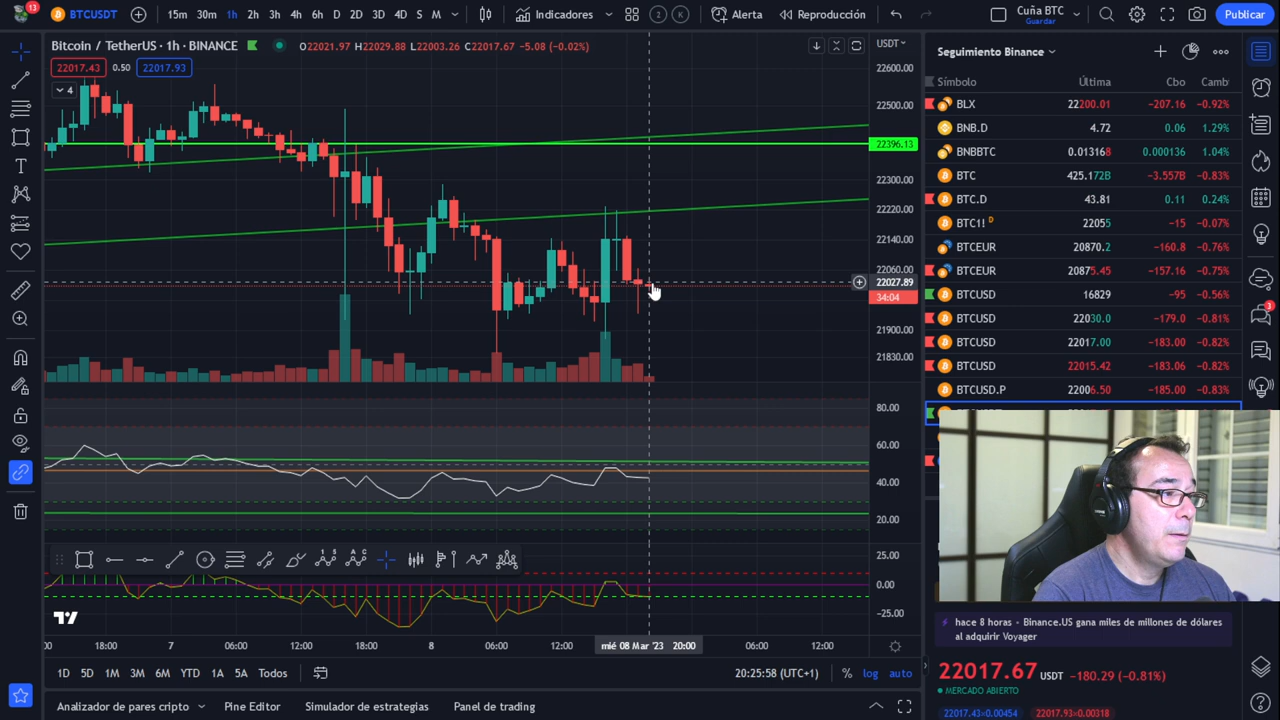 13
BTCUSDT
15m 30m 1h 2h 3h 4h 6h D 2D 3D 4D S M
Indicadores
2 K
Alerta
Reproducción
Cuña BTC
Guardar
Publicar
Bitcoin / TetherUS · 1h · BINANCE
O22021.97 H22029.88 L22003.26 C22017.67 −5.08 (−0.02%)
22017.43 0.50 22017.93
4
USDT
22600.00
22500.00
22396.13
22300.00
22220.00
22140.00
22060.00
22027.89
34:04
21900.00
21830.00
80.00
60.00
40.00
20.00
25.00
0.00
−25.00
18:00 7 06:00 12:00 18:00 8 06:00 12:00 mié 08 Mar '23 20:00 06:00 12:00
1D 5D 1M 3M 6M YTD 1A 5A Todos
20:25:58 (UTC+1) % log auto
Analizador de pares cripto Pine Editor Simulador de estrategias Panel de trading
Seguimiento Binance
Símbolo Última Cbo Camb
BLX 22200.01 −207.16 −0.92%
BNB.D 4.72 0.06 1.29%
BNBBTC 0.013168 0.000136 1.04%
BTC 425.172B −3.557B −0.83%
BTC.D 43.81 0.11 0.24%
BTC1! D 22055 −15 −0.07%
BTCEUR 20870.2 −160.8 −0.76%
BTCEUR 20875.45 −157.16 −0.75%
BTCUSD 16829 −95 −0.56%
BTCUSD 22030.0 −179.0 −0.81%
BTCUSD 22017.00 −183.00 −0.82%
BTCUSD 22015.42 −183.06 −0.82%
BTCUSD.P 22006.50 −185.00 −0.83%
3
hace 8 horas · Binance.US gana miles de millones de dólares
al adquirir Voyager
22017.67 USDT −180.29 (−0.81%)
MERCADO ABIERTO
22017.43×0.00454 22017.93×0.00318